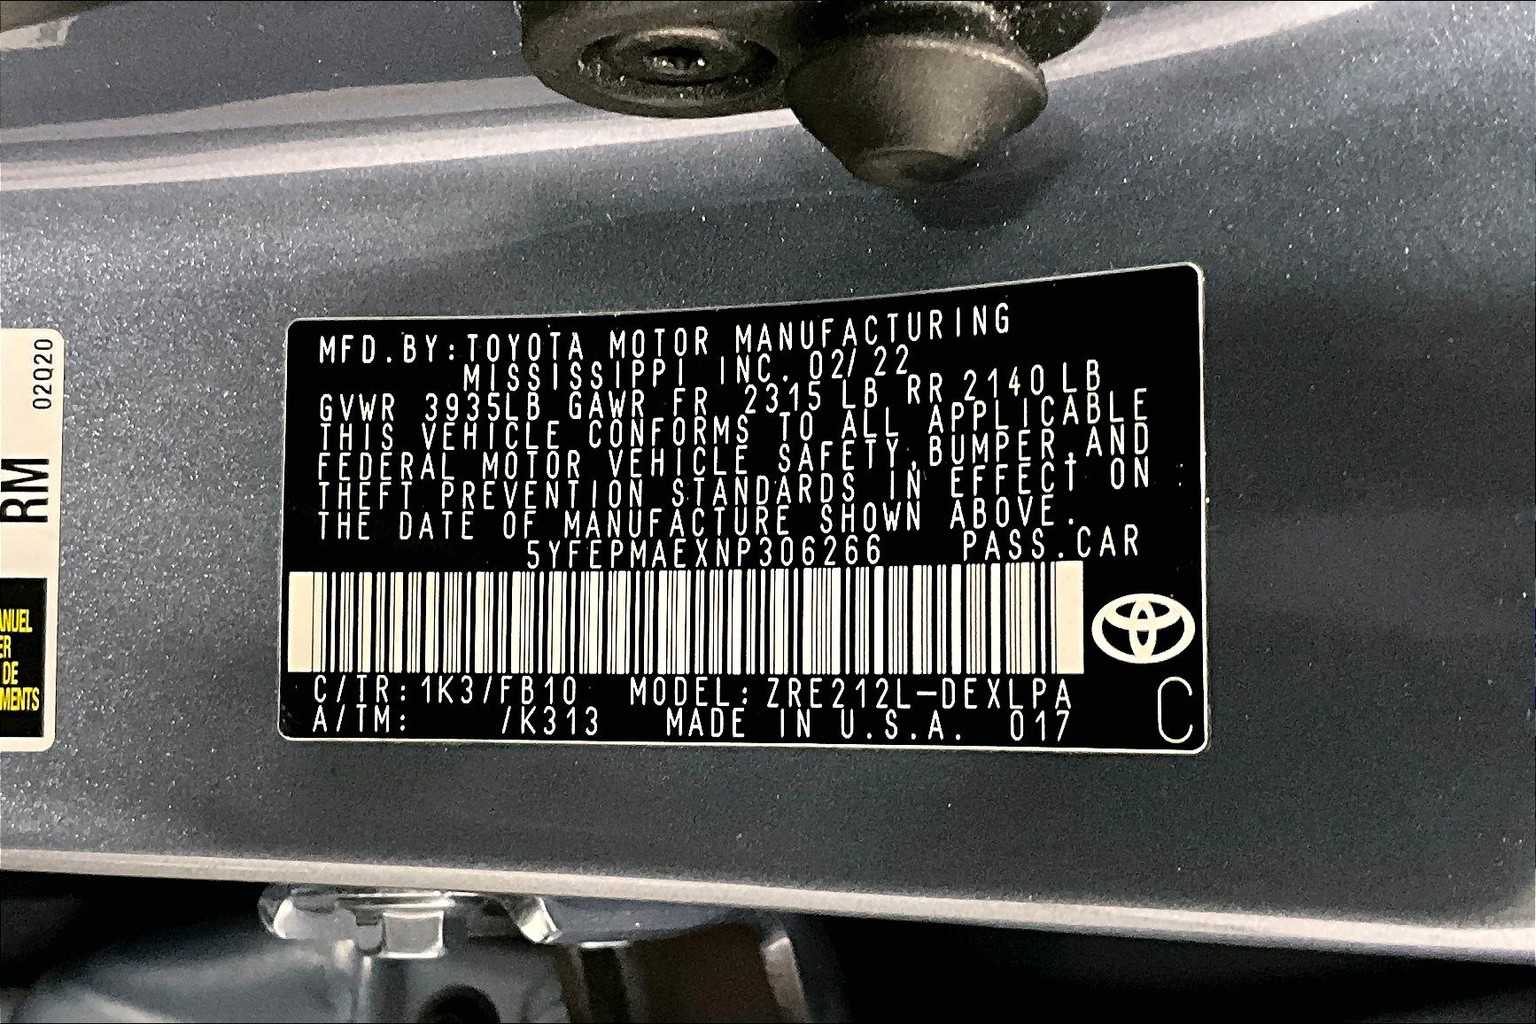 02Q20
RM
MFD.BY:TOYOTA MOTOR MANUFACTURING
MISSISSIPPI INC. 02/22
GVWR 3935LB GAWR FR 2315 LB RR 2140 LB
THIS VEHICLE CONFORMS TO ALL APPLICABLE
FEDERAL MOTOR VEHICLE SAFETY,BUMPER,AND
THEFT PREVENTION STANDARDS IN EFFECT ON
THE DATE OF MANUFACTURE SHOWN ABOVE.
5YFEPMAEXNP306266 PASS.CAR
C/TR:1K3/FB10 MODEL:ZRE212L-DEXLPA
A/TM: /K313 MADE IN U.S.A. 017
C
DE